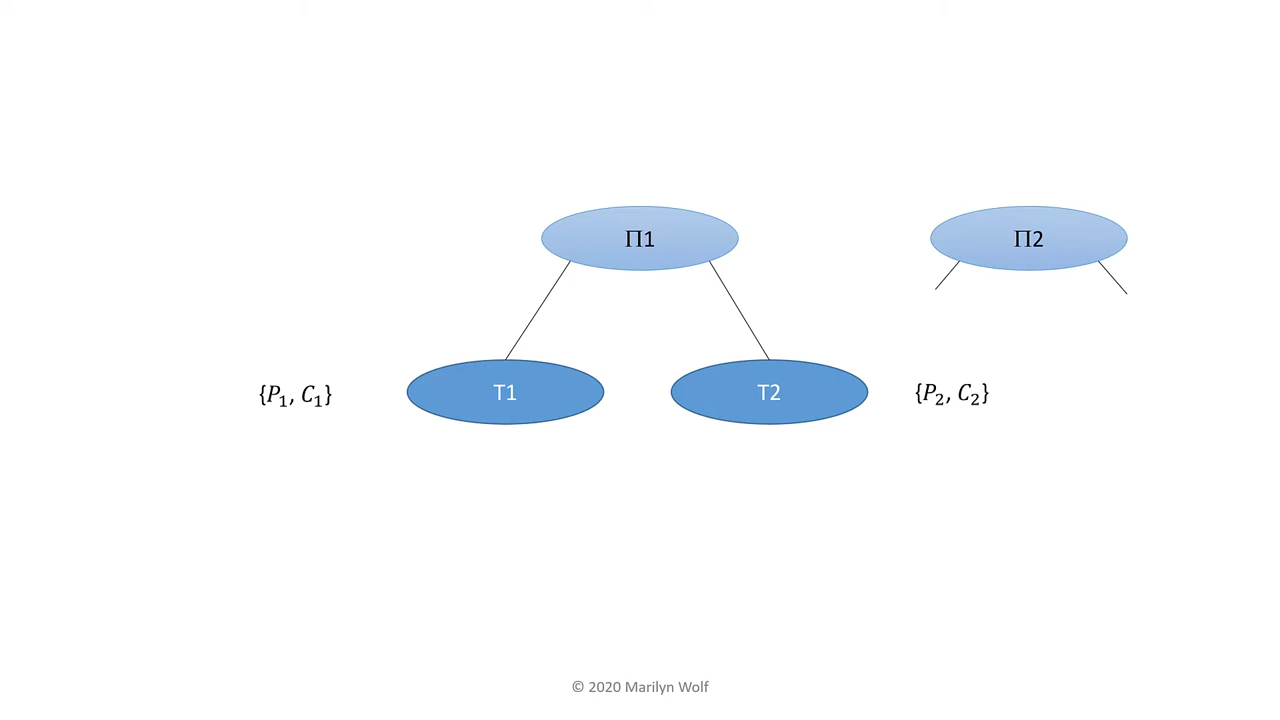 Π1
Π2
{P₁, C₁}
T1
T2
{P₂, C₂}
© 2020 Marilyn Wolf